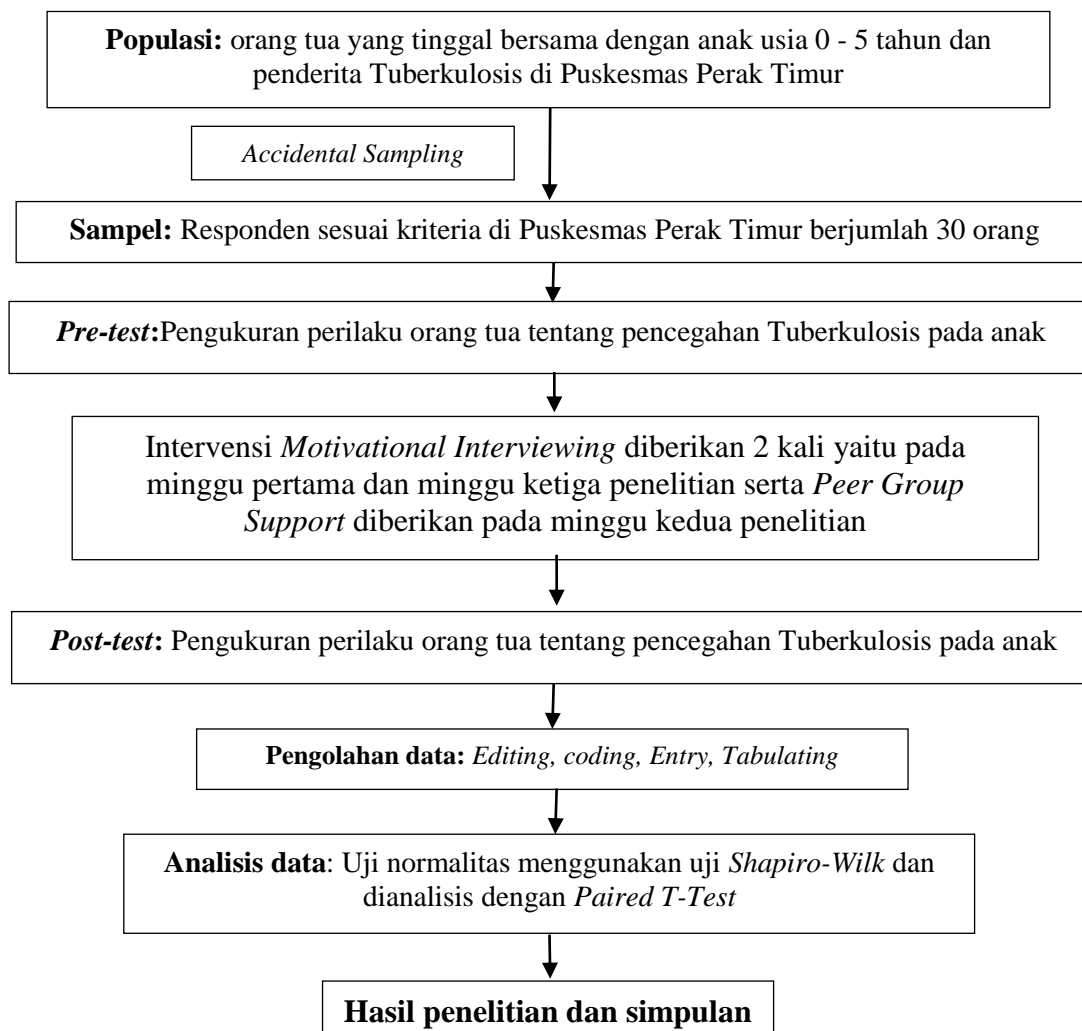 Populasi: orang tua yang tinggal bersama dengan anak usia 0 - 5 tahun dan
penderita Tuberkulosis di Puskesmas Perak Timur
Accidental Sampling
Sampel: Responden sesuai kriteria di Puskesmas Perak Timur berjumlah 30 orang
Pre-test:Pengukuran perilaku orang tua tentang pencegahan Tuberkulosis pada anak
Intervensi Motivational Interviewing diberikan 2 kali yaitu pada
minggu pertama dan minggu ketiga penelitian serta Peer Group
Support diberikan pada minggu kedua penelitian
Post-test: Pengukuran perilaku orang tua tentang pencegahan Tuberkulosis pada anak
Pengolahan data: Editing, coding, Entry, Tabulating
Analisis data: Uji normalitas menggunakan uji Shapiro-Wilk dan
dianalisis dengan Paired T-Test
Hasil penelitian dan simpulan